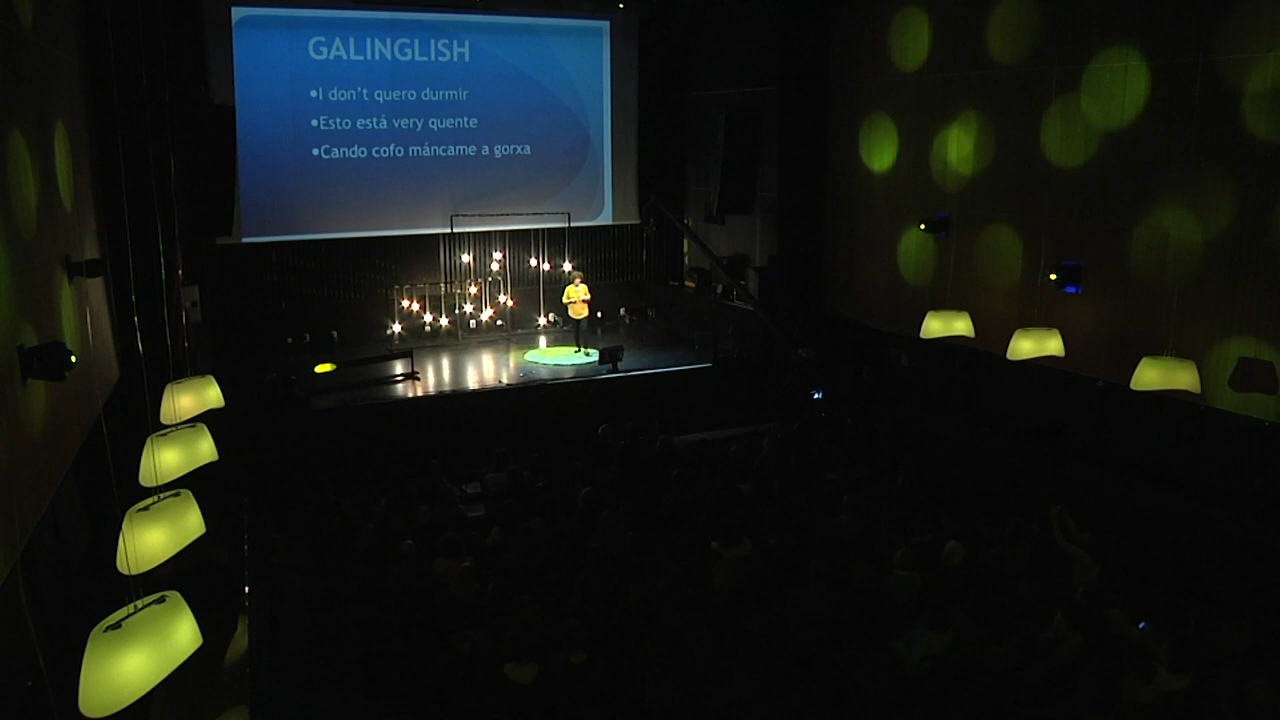 GALINGLISH
•I don't quero durmir
•Esto está very quente
•Cando cofo máncame a gorxa